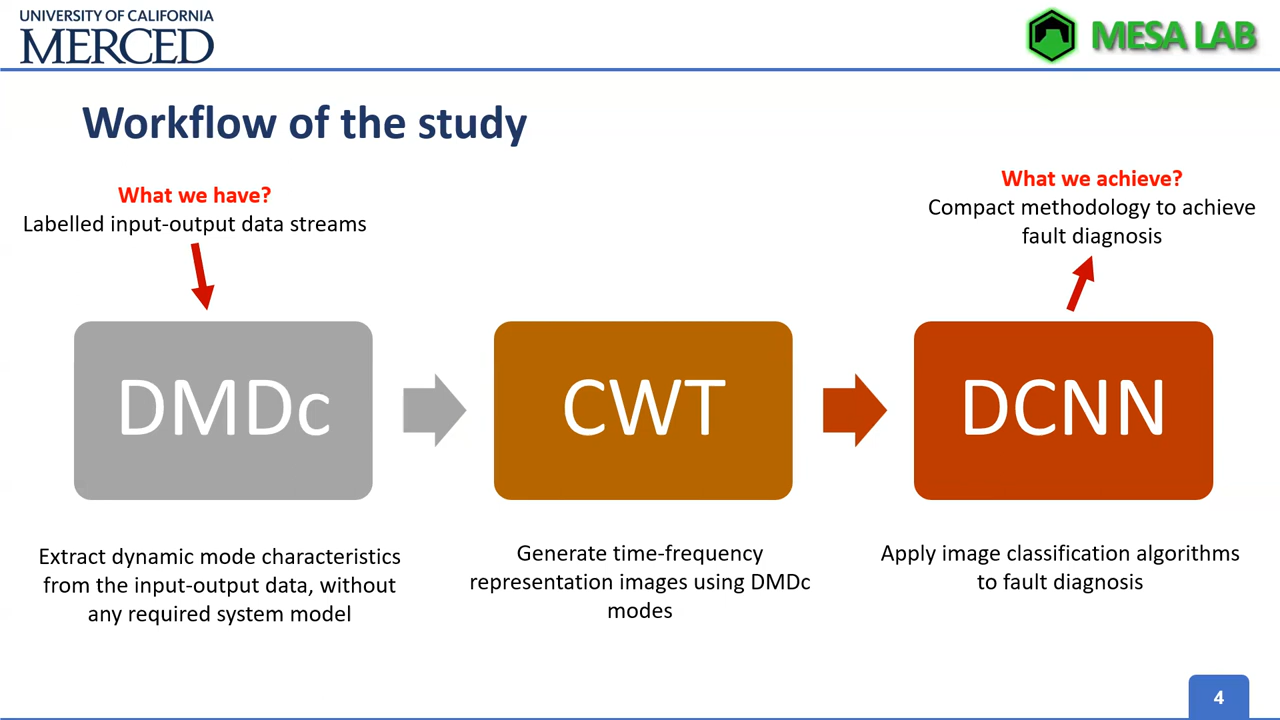 UNIVERSITY OF CALIFORNIA
MERCED
MESA LAB
Workflow of the study
What we have?
Labelled input-output data streams
What we achieve?
Compact methodology to achieve
fault diagnosis
DMDc
CWT
DCNN
Extract dynamic mode characteristics
from the input-output data, without
any required system model
Generate time-frequency
representation images using DMDc
modes
Apply image classification algorithms
to fault diagnosis
4